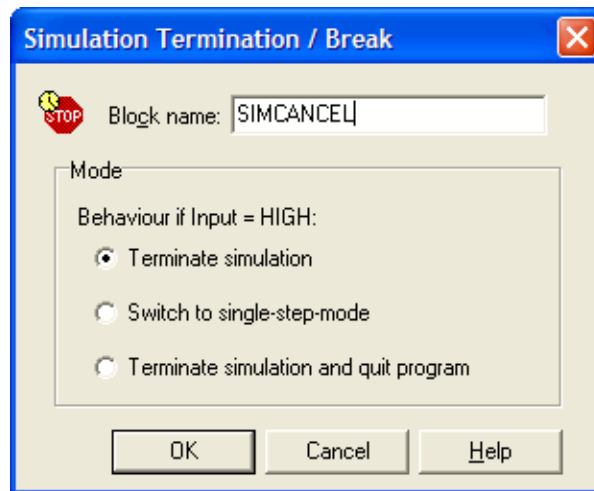 Simulation Termination / Break
STOP
Block name: SIMCANCEL
Mode
Behaviour if Input = HIGH:
Terminate simulation
Switch to single-step-mode
Terminate simulation and quit program
OK Cancel Help